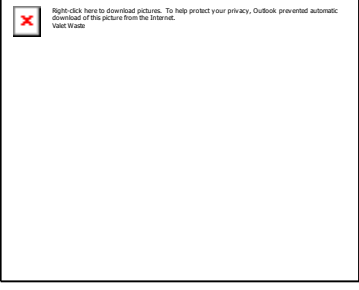 Right-click here to download pictures. To help protect your privacy, Outlook prevented automatic
download of this picture from the Internet.
Valet Waste